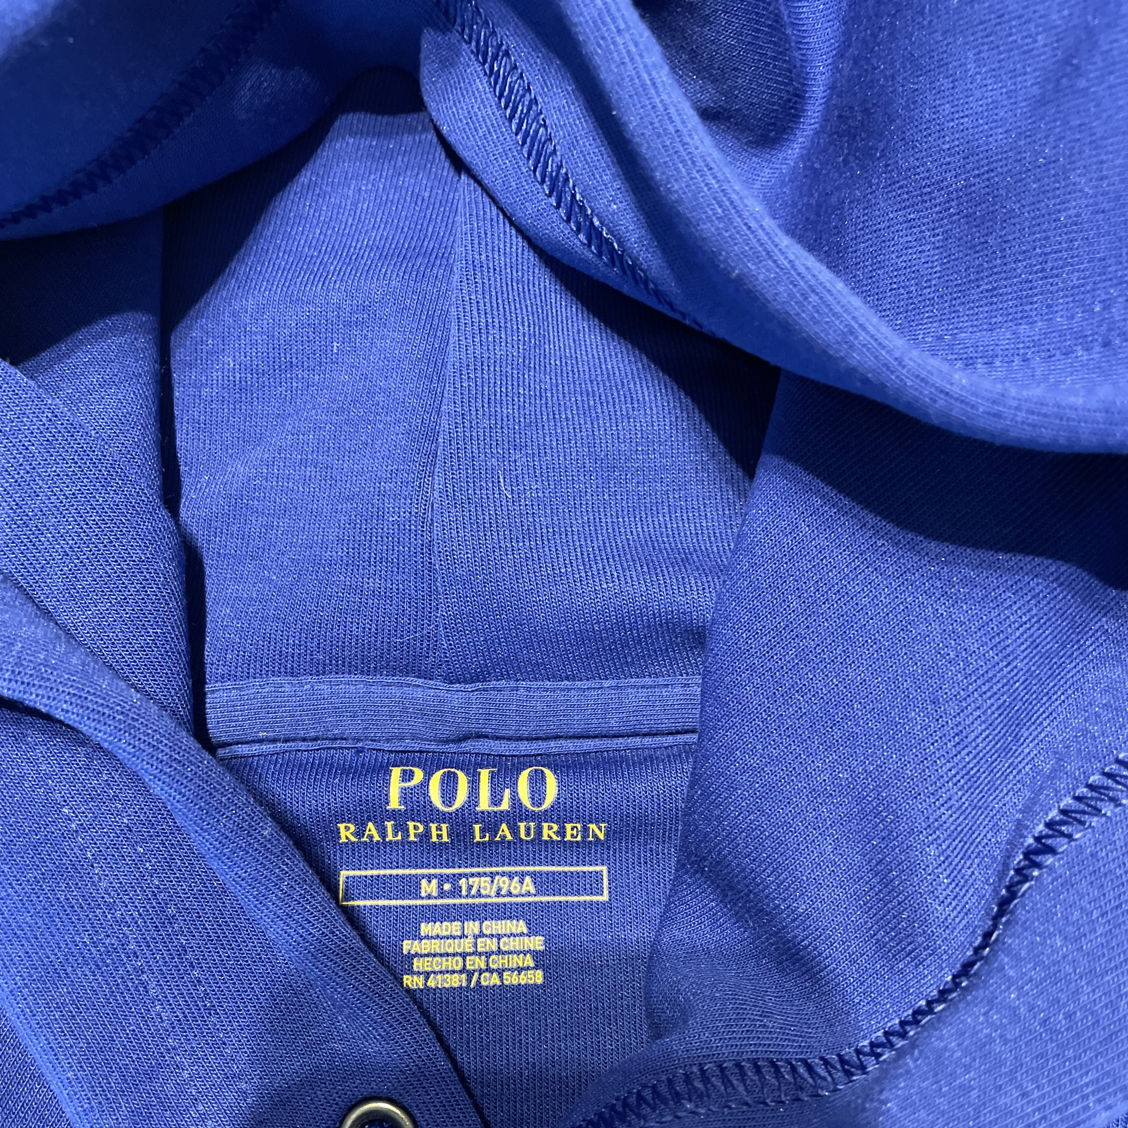 POLO
RALPH LAUREN
M • 175/96A
MADE IN CHINA
FABRIQUÉ EN CHINE
HECHO EN CHINA
RN 41381 / CA 56658